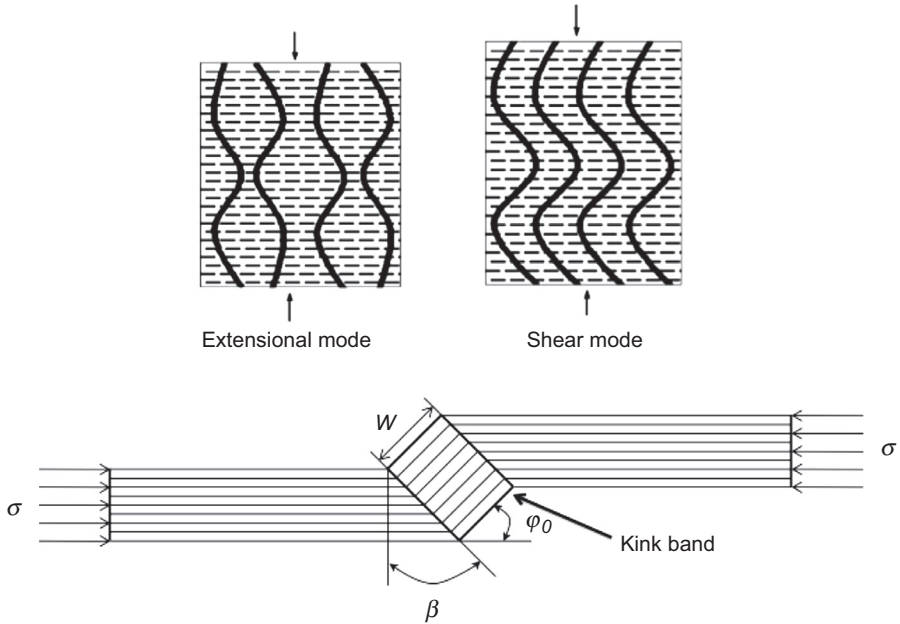 Extensional mode
Shear mode
W
σ
σ
φ0
Kink band
β